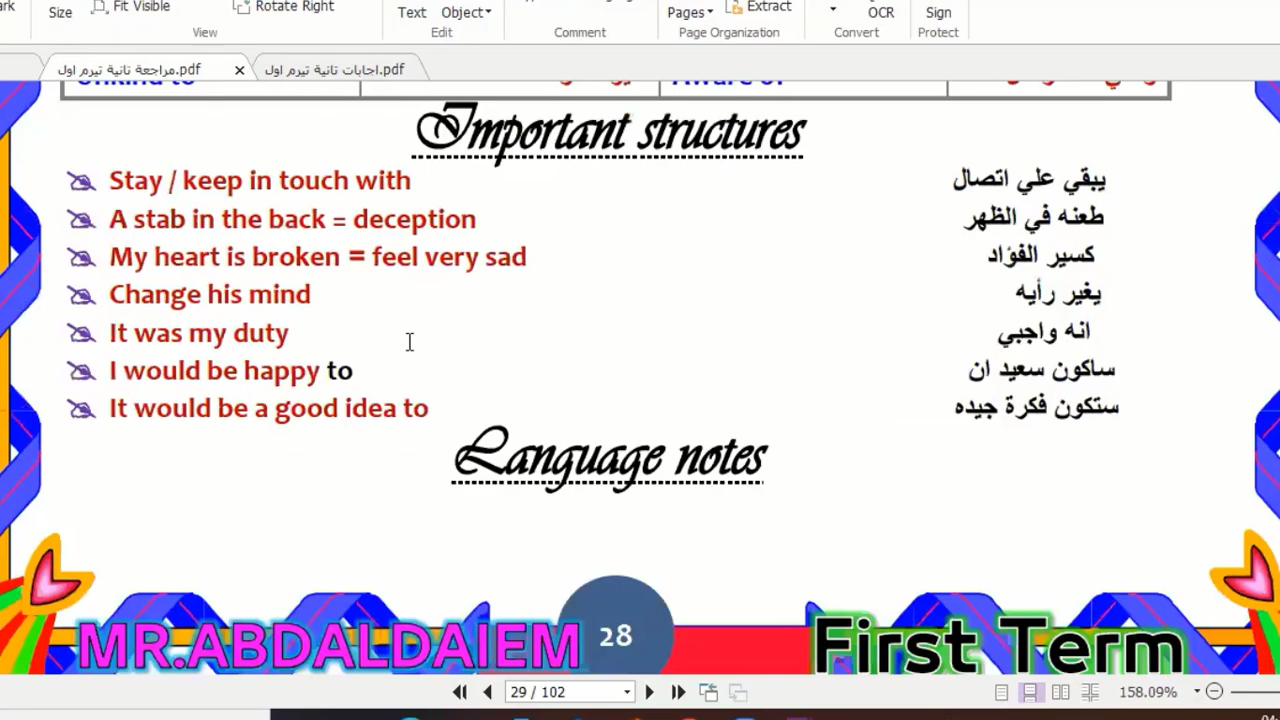 Size Fit Visible Rotate Right Text Object Pages Extract OCR Sign
View Edit Comment Page Organization Convert Protect
مراجعة ثانية تيرم اول.pdf × اجابات ثانية تيرم اول.pdf
Important structures
Stay / keep in touch with يبقي علي اتصال
A stab in the back = deception طعنه في الظهر
My heart is broken = feel very sad كسير الفؤاد
Change his mind يغير رأيه
It was my duty انه واجبي
I would be happy to ساكون سعيد ان
It would be a good idea to ستكون فكرة جيده
Language notes
MR.ABDALDAIEM 28 First Term
29 / 102 158.09%